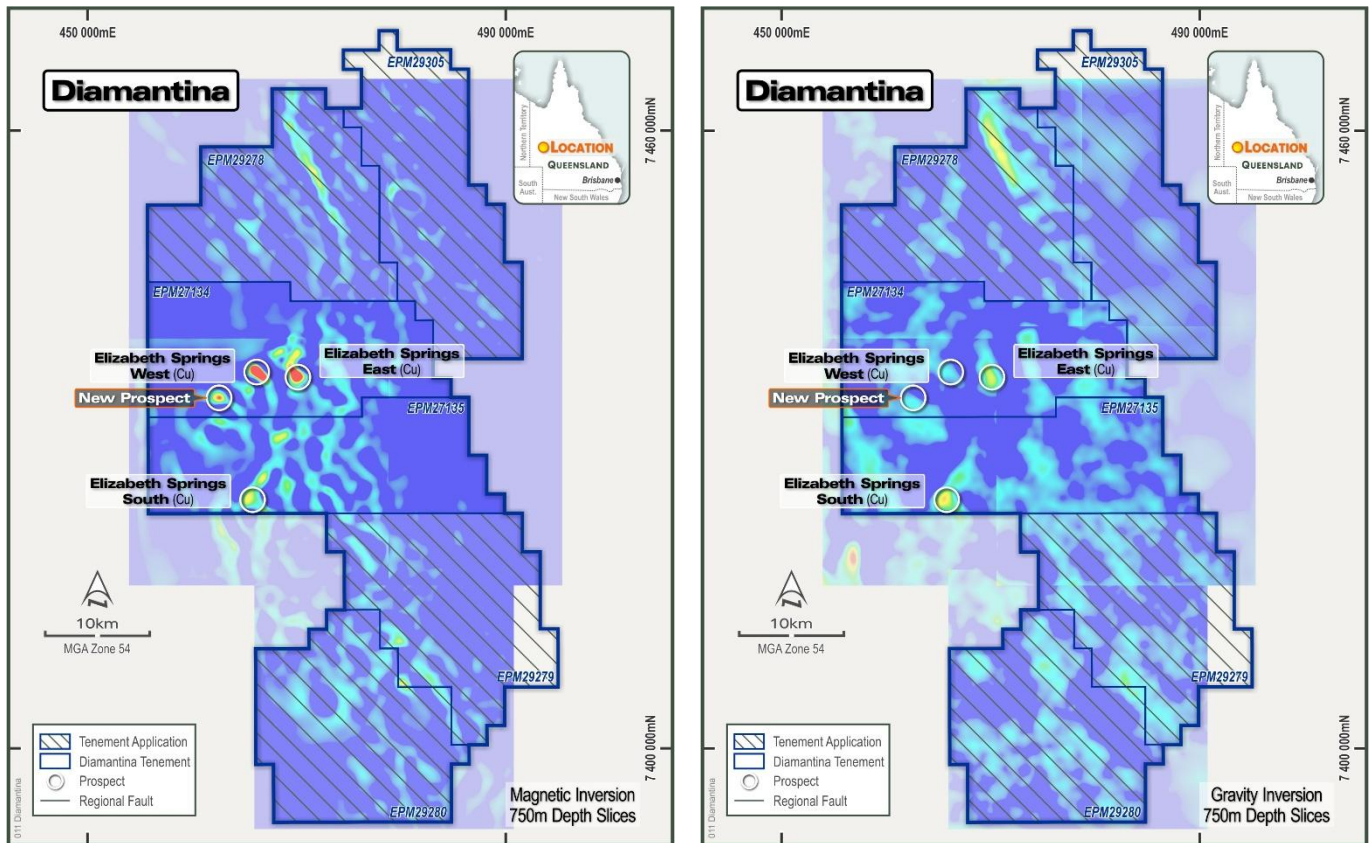 450 000mE
490 000mE
Diamantina
EPM29305
7 460 000mN
Northern Territory
LOCATION
QUEENSLAND
Brisbane
South
Aust.
New South Wales
EPM29278
EPM27134
Elizabeth Springs
West (Cu)
Elizabeth Springs
East (Cu)
New Prospect
EPM27135
Elizabeth Springs
South (Cu)
10km
MGA Zone 54
EPM29279
7 400 000mN
Tenement Application
Diamantina Tenement
Prospect
Regional Fault
EPM29280
Magnetic Inversion
750m Depth Slices
011 Diamantina
450 000mE
490 000mE
Diamantina
EPM29305
7 460 000mN
Northern Territory
LOCATION
QUEENSLAND
Brisbane
South
Aust.
New South Wales
EPM29278
EPM27134
Elizabeth Springs
West (Cu)
Elizabeth Springs
East (Cu)
New Prospect
EPM27135
Elizabeth Springs
South (Cu)
10km
MGA Zone 54
EPM29279
7 400 000mN
Tenement Application
Diamantina Tenement
Prospect
Regional Fault
EPM29280
Gravity Inversion
750m Depth Slices
011 Diamantina